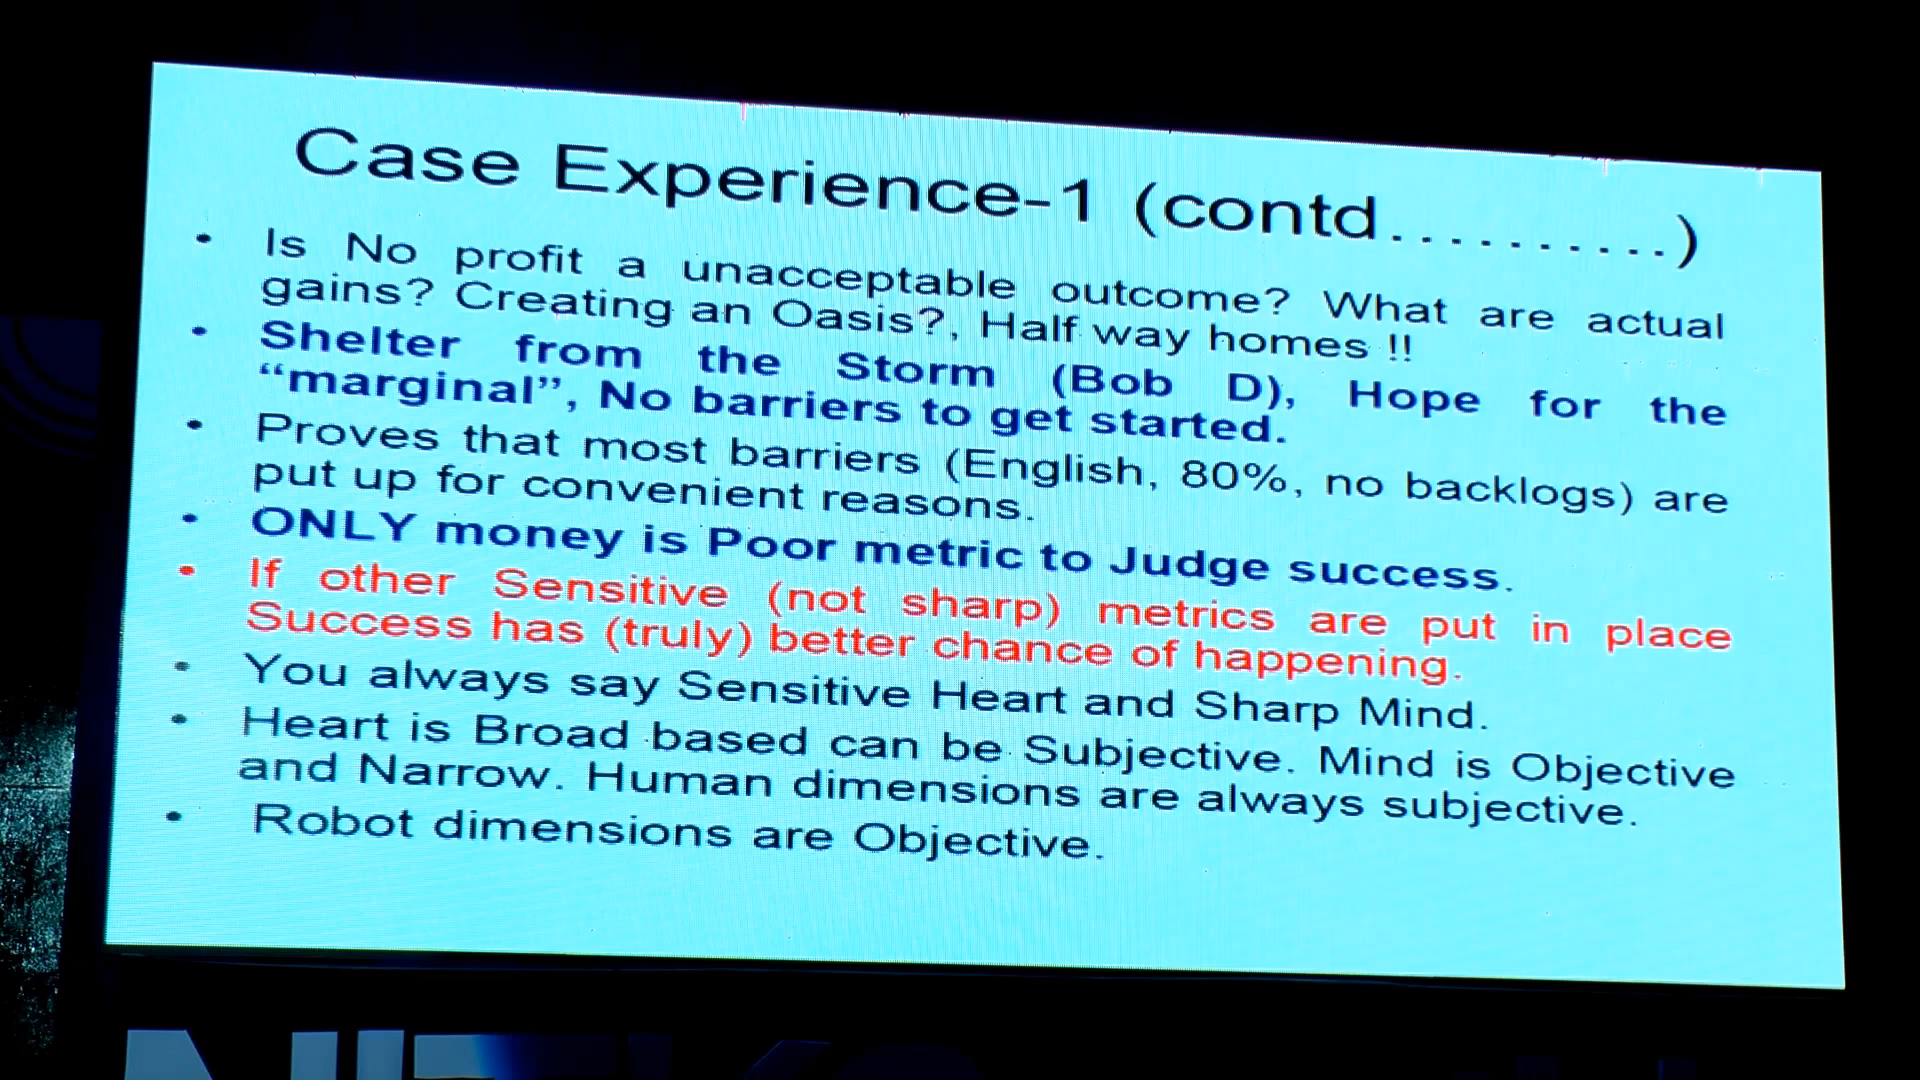 Case Experience-1 (contd..........)
• Is No profit a unacceptable outcome? What are actual
gains? Creating an Oasis?, Half way homes !!
• Shelter from the Storm (Bob D), Hope for the
“marginal”, No barriers to get started.
• Proves that most barriers (English, 80%, no backlogs) are
put up for convenient reasons.
• ONLY money is Poor metric to Judge success.
• If other Sensitive (not sharp) metrics are put in place
Success has (truly) better chance of happening.
• You always say Sensitive Heart and Sharp Mind.
• Heart is Broad based can be Subjective. Mind is Objective
and Narrow. Human dimensions are always subjective.
• Robot dimensions are Objective.